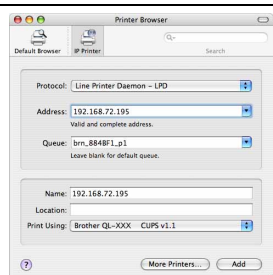 Printer Browser
Default Browser
IP Printer
Search
Protocol: Line Printer Daemon - LPD
Address: 192.168.72.195
Valid and complete address.
Queue: brn_884BF1_p1
Leave blank for default queue.
Name: 192.168.72.195
Location:
Print Using: Brother QL-XXX CUPS v1.1
? More Printers... Add